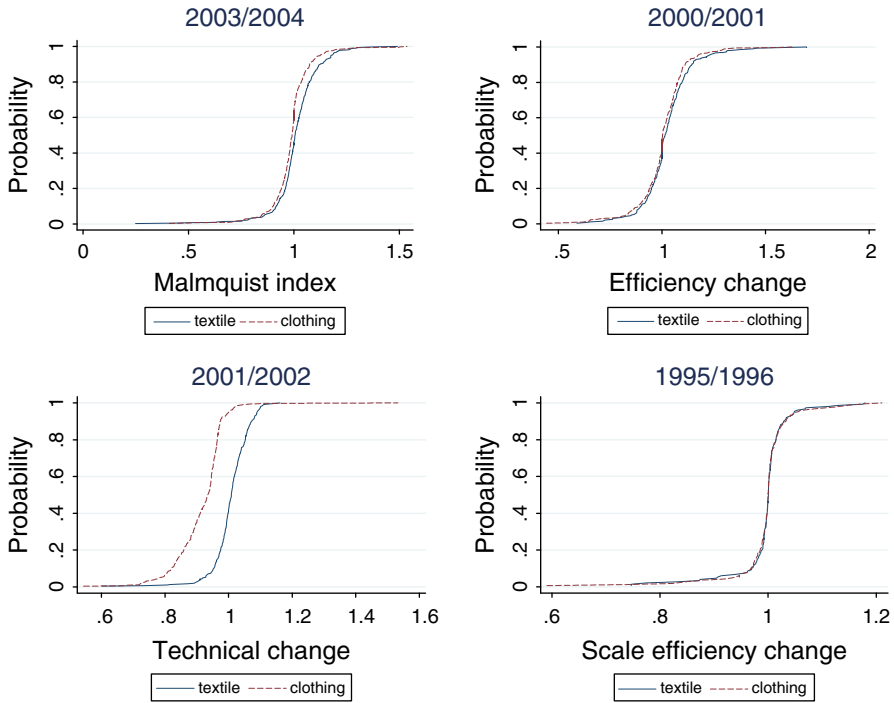 2003/2004
Probability
0 .2 .4 .6 .8 1
0 .5 1 1.5
Malmquist index
textile clothing
2000/2001
Probability
0 .2 .4 .6 .8 1
.5 1 1.5 2
Efficiency change
textile clothing
2001/2002
Probability
0 .2 .4 .6 .8 1
.6 .8 1 1.2 1.4 1.6
Technical change
textile clothing
1995/1996
Probability
0 .2 .4 .6 .8 1
.6 .8 1 1.2
Scale efficiency change
textile clothing